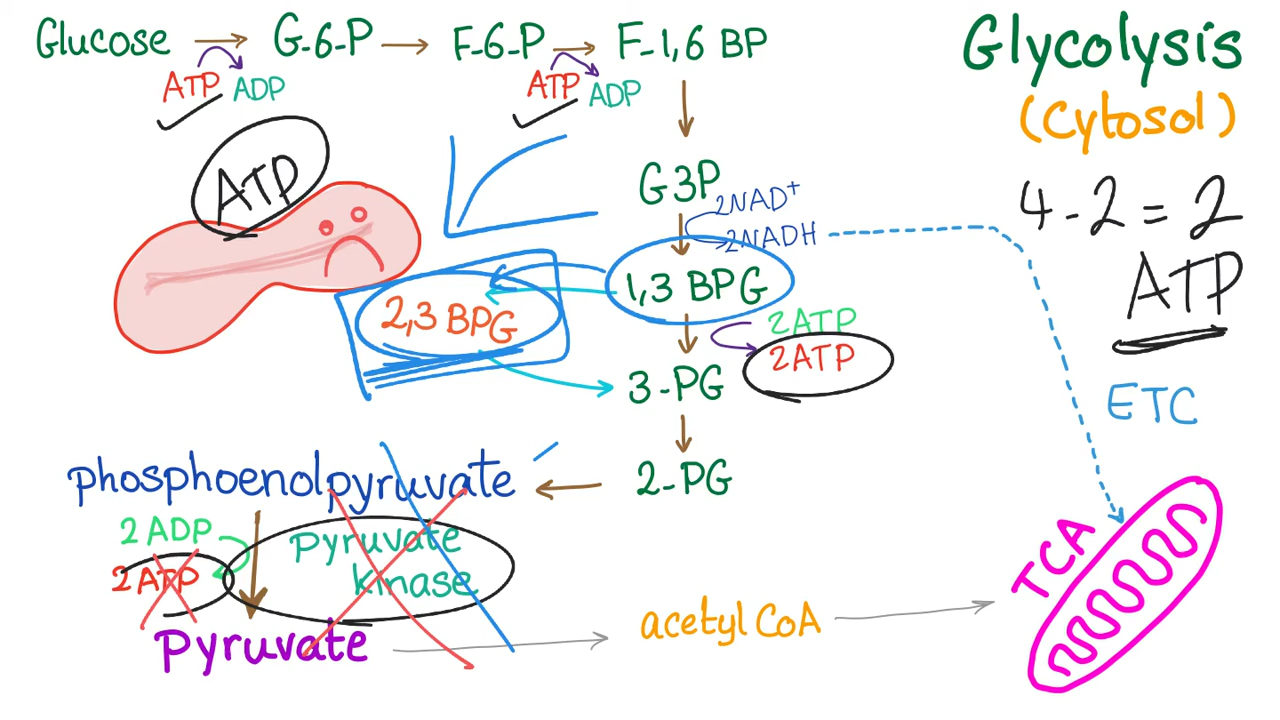 Glucose → G-6-P → F-6-P → F-1,6 BP
ATP ADP
ATP ADP
Glycolysis
(Cytosol)
ATP
G3P
2NAD+
2NADH
4-2=2
ATP
1,3 BPG
2,3 BPG
2ATP
2ATP
3-PG
ETC
2-PG
phosphoenolpyruvate
2 ADP
2ATP
pyruvate
kinase
Pyruvate
acetyl CoA
TCA